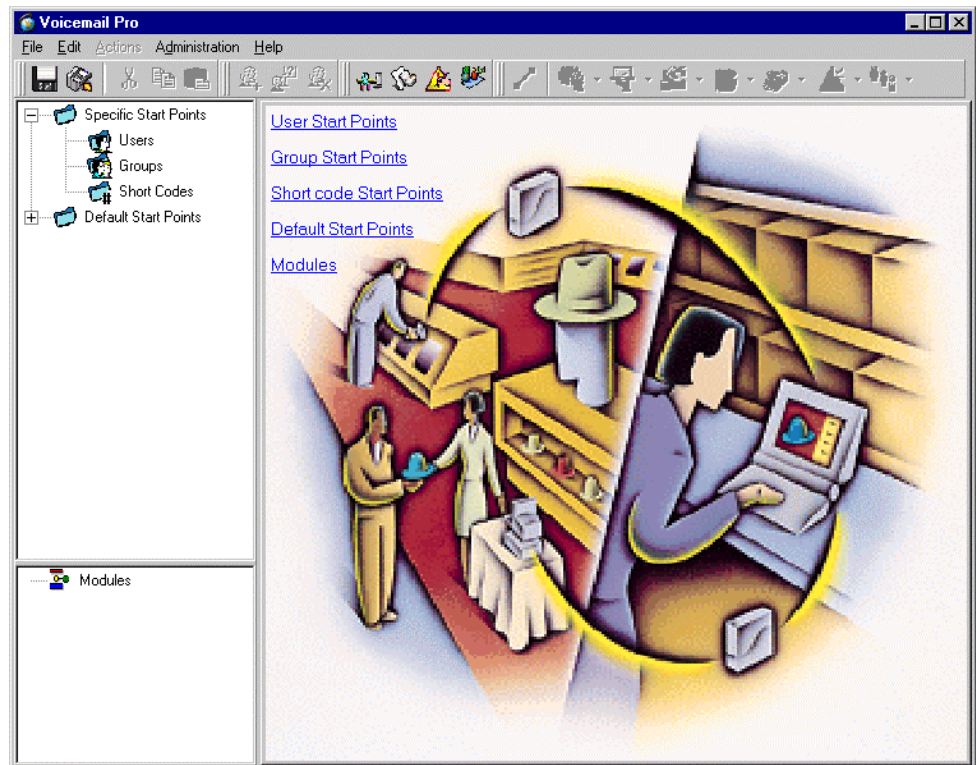 Voicemail Pro
File Edit Actions Administration Help
Specific Start Points
Users
Groups
Short Codes
Default Start Points
Modules
User Start Points
Group Start Points
Short code Start Points
Default Start Points
Modules